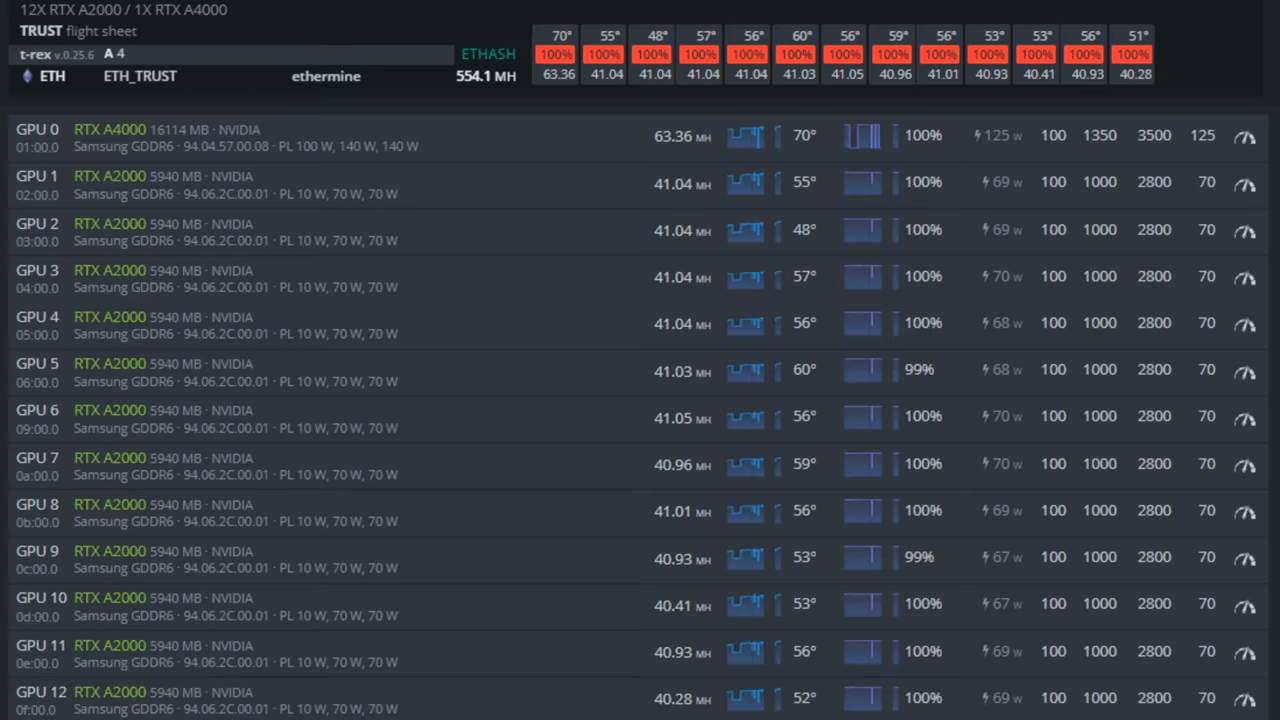 12X RTX A2000 / 1X RTX A4000
TRUST flight sheet
t-rex v.0.25.6 A 4 ETHASH
ETH ETH_TRUST ethermine 554.1 MH
70° 55° 48° 57° 56° 60° 56° 59° 56° 53° 53° 56° 51°
100% 100% 100% 100% 100% 100% 100% 100% 100% 100% 100% 100% 100%
63.36 41.04 41.04 41.04 41.04 41.03 41.05 40.96 41.01 40.93 40.41 40.93 40.28
GPU 0 RTX A4000 16114 MB · NVIDIA 63.36 MH 70° 100% 125 W 100 1350 3500 125
01:00.0 Samsung GDDR6 · 94.04.57.00.08 · PL 100 W, 140 W, 140 W
GPU 1 RTX A2000 5940 MB · NVIDIA 41.04 MH 55° 100% 69 W 100 1000 2800 70
02:00.0 Samsung GDDR6 · 94.06.2C.00.01 · PL 10 W, 70 W, 70 W
GPU 2 RTX A2000 5940 MB · NVIDIA 41.04 MH 48° 100% 69 W 100 1000 2800 70
03:00.0 Samsung GDDR6 · 94.06.2C.00.01 · PL 10 W, 70 W, 70 W
GPU 3 RTX A2000 5940 MB · NVIDIA 41.04 MH 57° 100% 70 W 100 1000 2800 70
04:00.0 Samsung GDDR6 · 94.06.2C.00.01 · PL 10 W, 70 W, 70 W
GPU 4 RTX A2000 5940 MB · NVIDIA 41.04 MH 56° 100% 68 W 100 1000 2800 70
05:00.0 Samsung GDDR6 · 94.06.2C.00.01 · PL 10 W, 70 W, 70 W
GPU 5 RTX A2000 5940 MB · NVIDIA 41.03 MH 60° 99% 68 W 100 1000 2800 70
06:00.0 Samsung GDDR6 · 94.06.2C.00.01 · PL 10 W, 70 W, 70 W
GPU 6 RTX A2000 5940 MB · NVIDIA 41.05 MH 56° 100% 70 W 100 1000 2800 70
09:00.0 Samsung GDDR6 · 94.06.2C.00.01 · PL 10 W, 70 W, 70 W
GPU 7 RTX A2000 5940 MB · NVIDIA 40.96 MH 59° 100% 70 W 100 1000 2800 70
0a:00.0 Samsung GDDR6 · 94.06.2C.00.01 · PL 10 W, 70 W, 70 W
GPU 8 RTX A2000 5940 MB · NVIDIA 41.01 MH 56° 100% 69 W 100 1000 2800 70
0b:00.0 Samsung GDDR6 · 94.06.2C.00.01 · PL 10 W, 70 W, 70 W
GPU 9 RTX A2000 5940 MB · NVIDIA 40.93 MH 53° 99% 67 W 100 1000 2800 70
0c:00.0 Samsung GDDR6 · 94.06.2C.00.01 · PL 10 W, 70 W, 70 W
GPU 10 RTX A2000 5940 MB · NVIDIA 40.41 MH 53° 100% 67 W 100 1000 2800 70
0d:00.0 Samsung GDDR6 · 94.06.2C.00.01 · PL 10 W, 70 W, 70 W
GPU 11 RTX A2000 5940 MB · NVIDIA 40.93 MH 56° 100% 69 W 100 1000 2800 70
0e:00.0 Samsung GDDR6 · 94.06.2C.00.01 · PL 10 W, 70 W, 70 W
GPU 12 RTX A2000 5940 MB · NVIDIA 40.28 MH 52° 100% 69 W 100 1000 2800 70
0f:00.0 Samsung GDDR6 · 94.06.2C.00.01 · PL 10 W, 70 W, 70 W